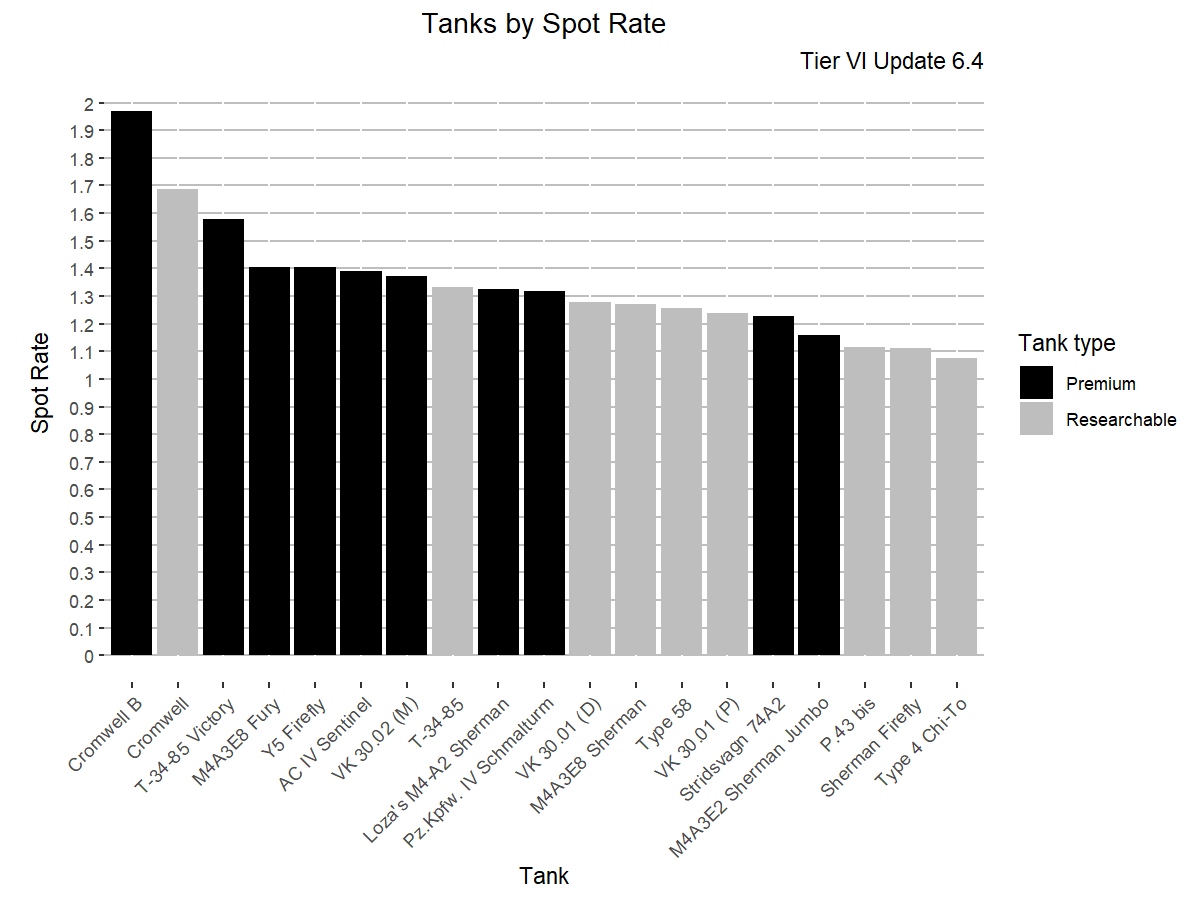 Tanks by Spot Rate
Tier VI Update 6.4
Spot Rate
2
1.9
1.8
1.7
1.6
1.5
1.4
1.3
1.2
1.1
1
0.9
0.8
0.7
0.6
0.5
0.4
0.3
0.2
0.1
0
Cromwell B
Cromwell
T-34-85 Victory
M4A3E8 Fury
Y5 Firefly
AC IV Sentinel
VK 30.02 (M)
T-34-85
Loza's M4-A2 Sherman
Pz.Kpfw. IV Schmalturm
VK 30.01 (D)
M4A3E8 Sherman
Type 58
VK 30.01 (P)
Stridsvagn 74A2
M4A3E2 Sherman Jumbo
P.43 bis
Sherman Firefly
Type 4 Chi-To
Tank
Tank type
Premium
Researchable